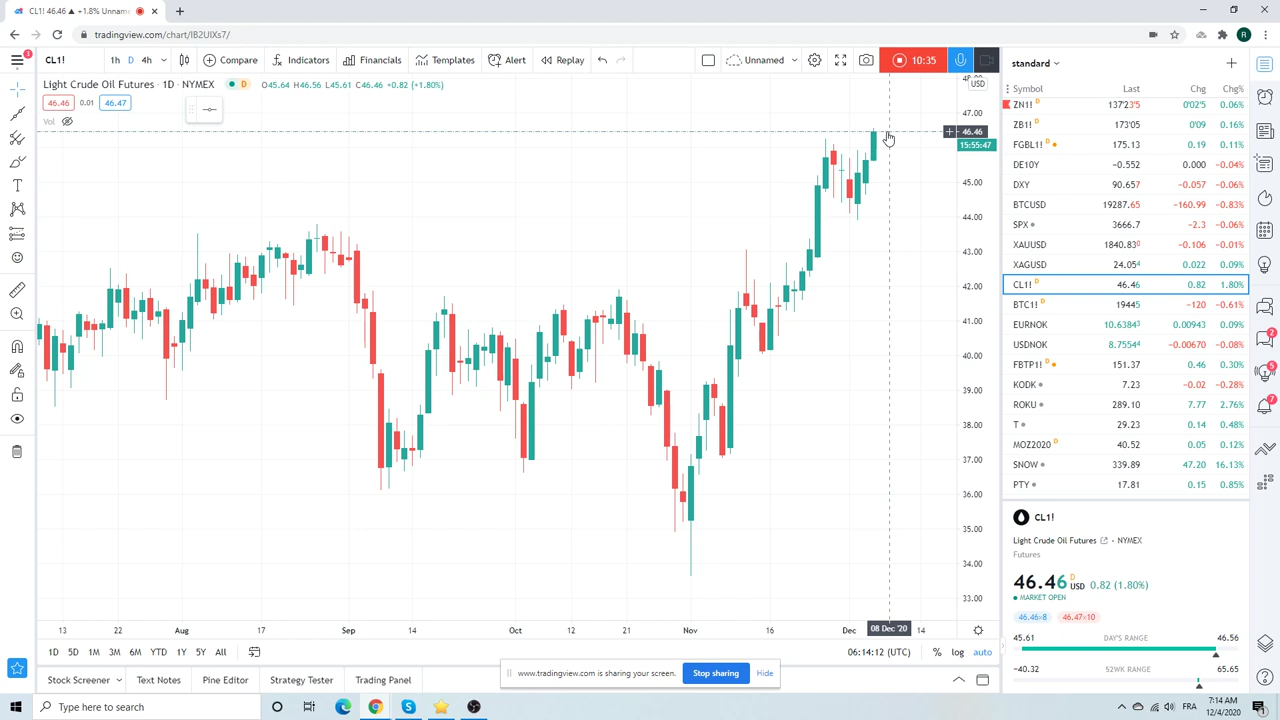 CL1! 46.46 ▲ +1.8% Unnam
tradingview.com/chart/IB2UIXs7/
R
3
CL1!
1h D 4h
Compare
Indicators
Financials
Templates
Alert
Replay
Unnamed
10:35
Light Crude Oil Futures · 1D · NYMEX
D
O45.04 H46.56 L45.61 C46.46 +0.82 (+1.80%)
46.46 0.01 46.47
Vol
USD
47.00
46.46
15:55:47
45.00
44.00
43.00
42.00
41.00
40.00
39.00
38.00
37.00
36.00
35.00
34.00
33.00
13 22 Aug 17 Sep 14 Oct 12 21 Nov 16 Dec 08 Dec '20 14
1D 5D 1M 3M 6M YTD 1Y 5Y All
06:14:12 (UTC) % log auto
Stock Screener
Text Notes
Pine Editor
Strategy Tester
Trading Panel
www.tradingview.com is sharing your screen. Stop sharing Hide
standard
Symbol Last Chg Chg%
ZN1! D 137'23'5 0'02'5 0.06%
ZB1! D 173'05 0'09 0.16%
FGBL1! D 175.13 0.19 0.11%
DE10Y −0.552 0.000 −0.04%
DXY 90.657 −0.057 −0.06%
BTCUSD 19287.65 −160.99 −0.83%
SPX 3666.7 −2.3 −0.06%
XAUUSD 1840.830 −0.106 −0.01%
XAGUSD 24.054 0.022 0.09%
CL1! D 46.46 0.82 1.80%
BTC1! D 19445 −120 −0.61%
EURNOK 10.63843 0.00943 0.09%
USDNOK 8.75544 −0.00670 −0.08%
FBTP1! D 151.37 0.46 0.30%
KODK 7.23 −0.02 −0.28%
ROKU 289.10 7.77 2.76%
T 29.23 0.14 0.48%
MOZ2020 D 40.52 0.05 0.12%
SNOW 339.89 47.20 16.13%
PTY 17.81 0.15 0.85%
CL1!
Light Crude Oil Futures · NYMEX
Futures
46.46 D USD 0.82 (1.80%)
MARKET OPEN
46.46×8 46.47×10
45.61 DAY'S RANGE 46.56
−40.32 52WK RANGE 65.65
2
5
7
Type here to search
FRA
7:14 AM
12/4/2020
1